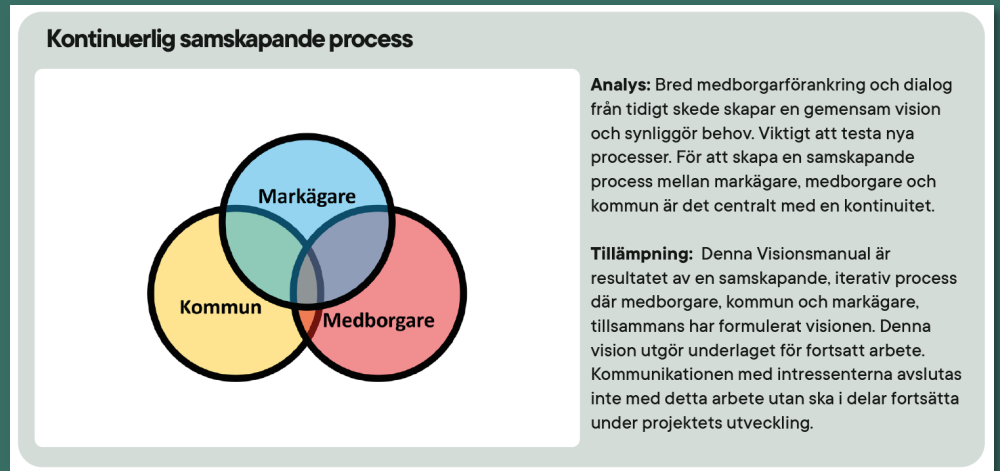 Kontinuerlig samskapande process
Markägare
Kommun
Medborgare
Analys: Bred medborgarförankring och dialog
från tidigt skede skapar en gemensam vision
och synliggör behov. Viktigt att testa nya
processer. För att skapa en samskapande
process mellan markägare, medborgare och
kommun är det centralt med en kontinuitet.
Tillämpning:  Denna Visionsmanual är
resultatet av en samskapande, iterativ process
där medborgare, kommun och markägare,
tillsammans har formulerat visionen. Denna
vision utgör underlaget för fortsatt arbete.
Kommunikationen med intressenterna avslutas
inte med detta arbete utan ska i delar fortsätta
under projektets utveckling.